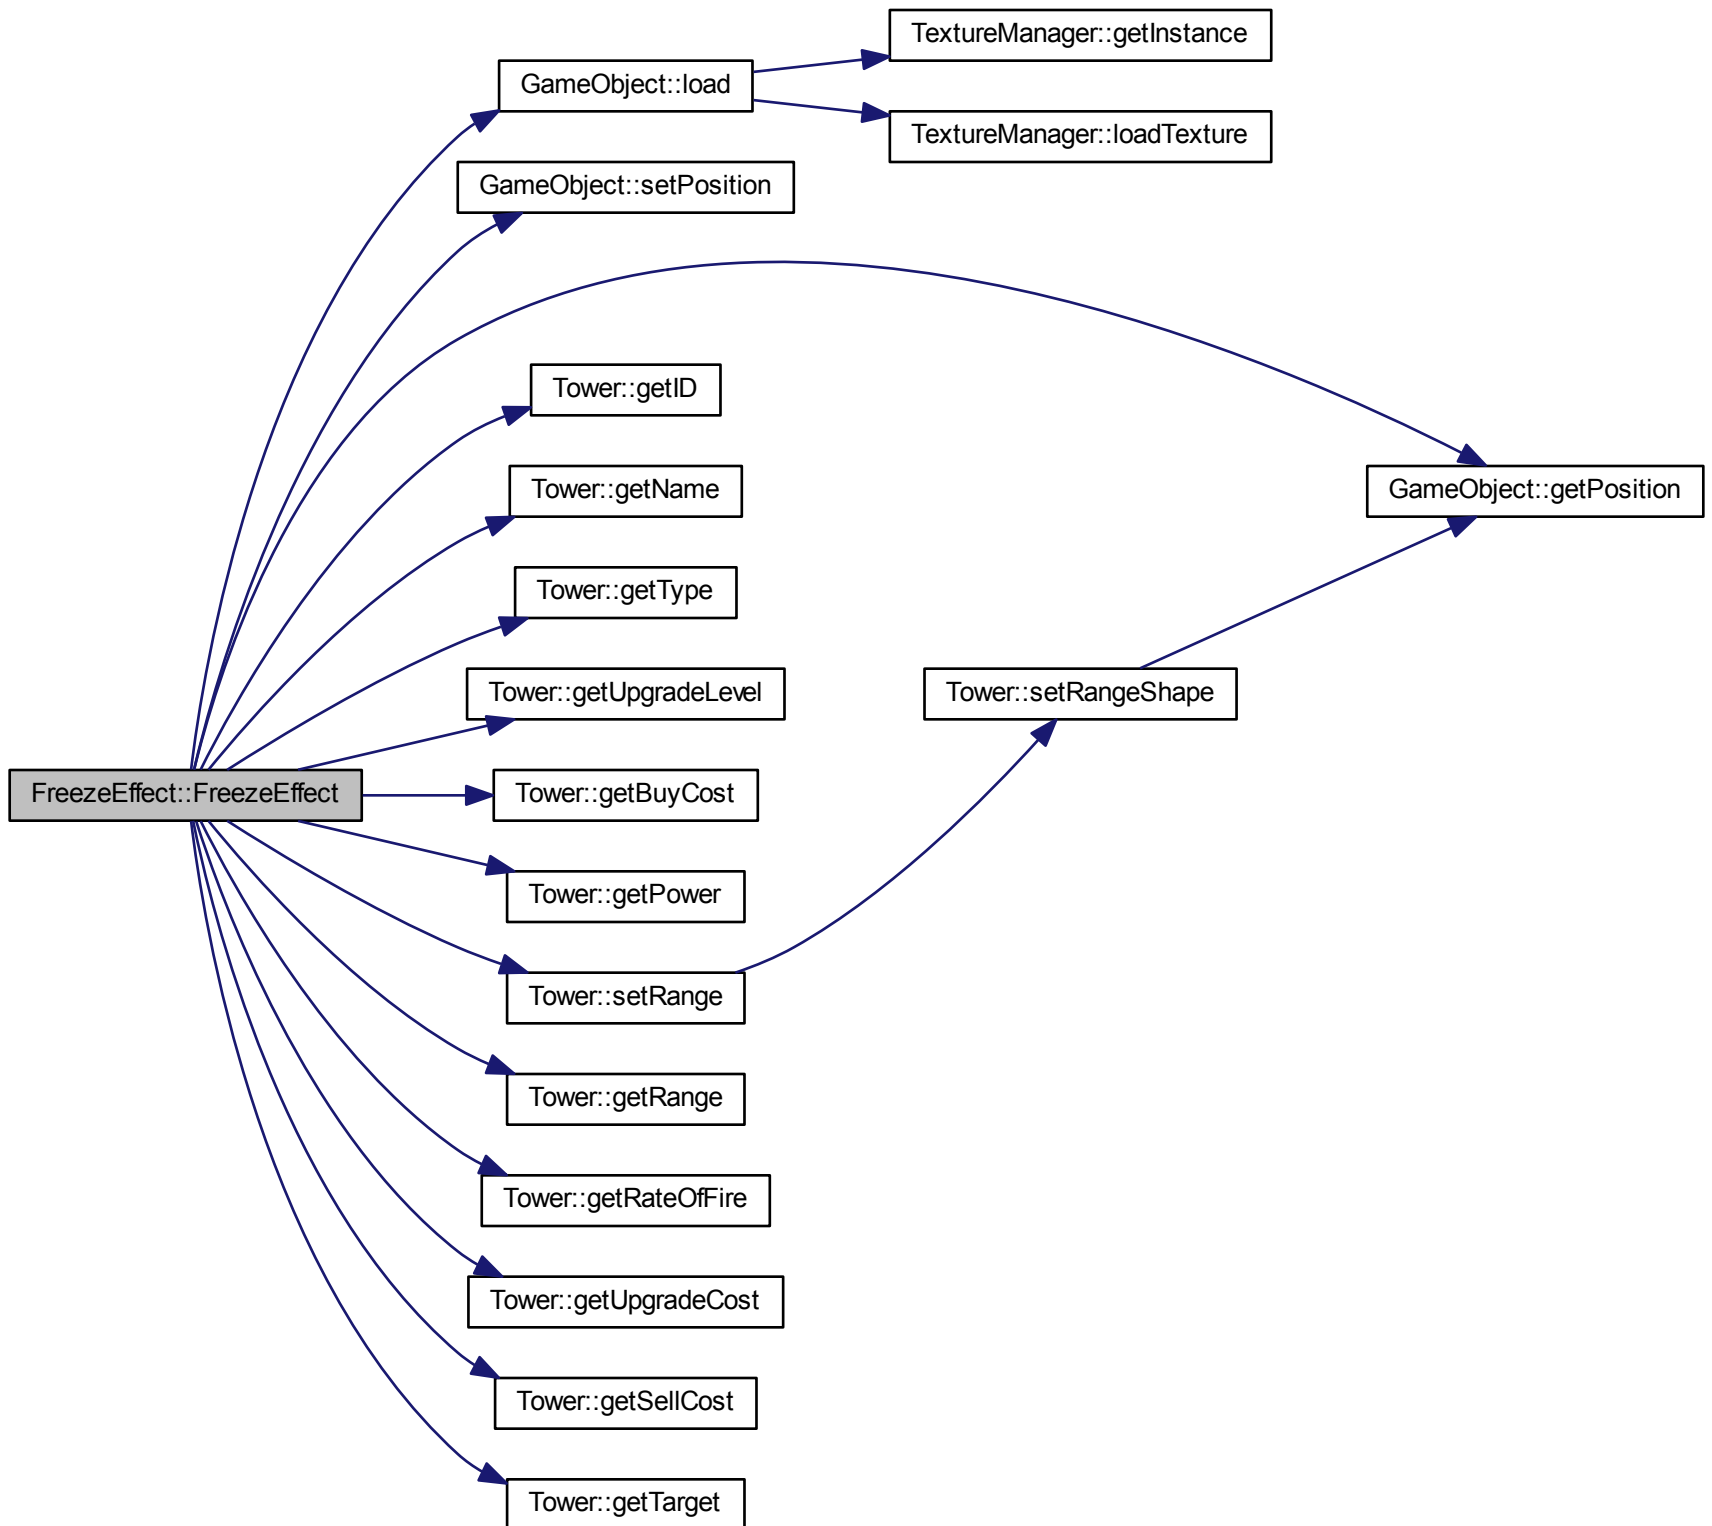 TextureManager::getInstance
GameObject::load
TextureManager::loadTexture
GameObject::setPosition
Tower::getID
Tower::getName
GameObject::getPosition
Tower::getType
Tower::getUpgradeLevel
Tower::setRangeShape
FreezeEffect::FreezeEffect
Tower::getBuyCost
Tower::getPower
Tower::setRange
Tower::getRange
Tower::getRateOfFire
Tower::getUpgradeCost
Tower::getSellCost
Tower::getTarget